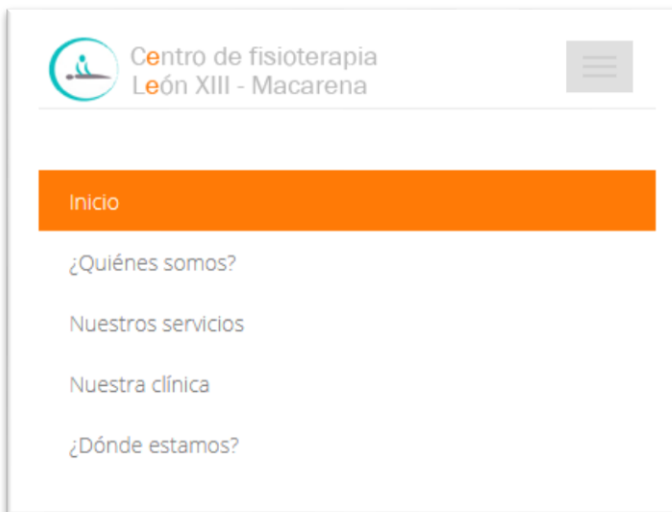 Centro de fisioterapia
León XIII - Macarena
Inicio
¿Quiénes somos?
Nuestros servicios
Nuestra clínica
¿Dónde estamos?